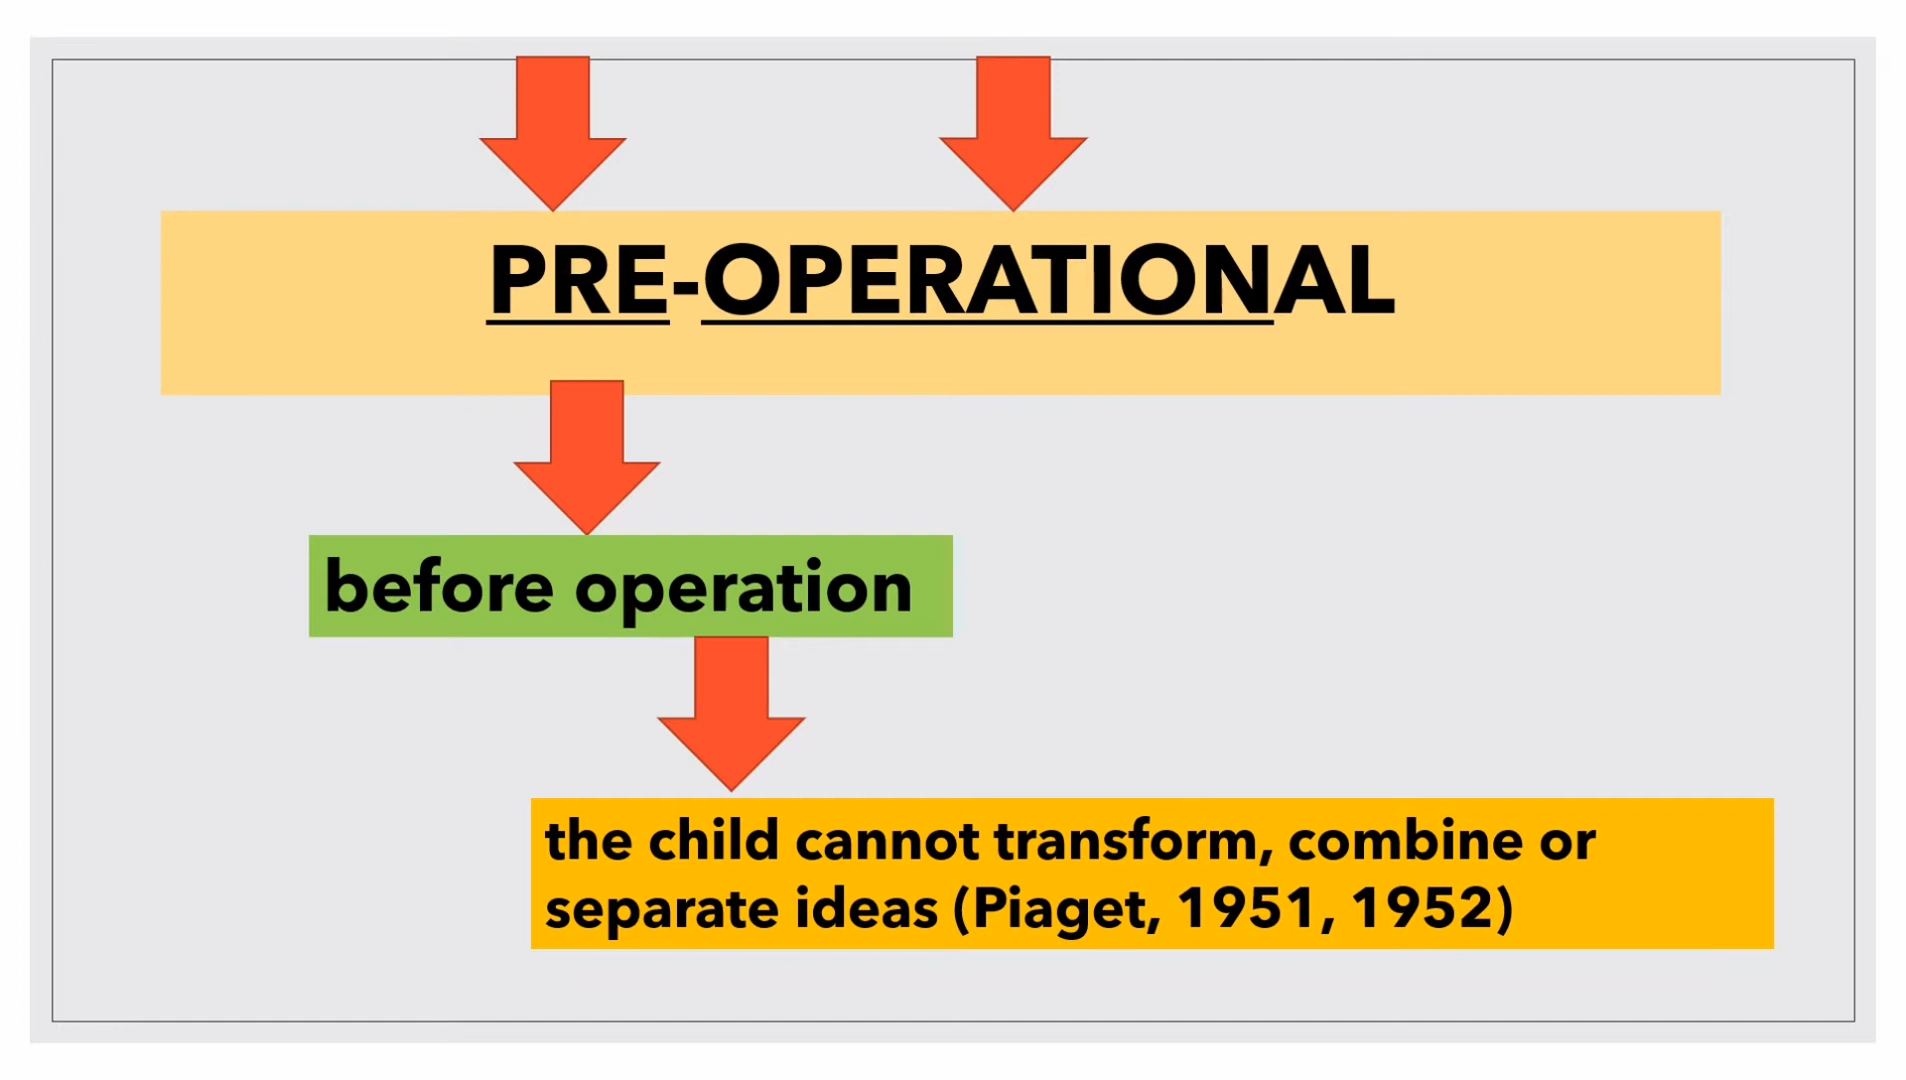 PRE-OPERATIONAL
before operation
the child cannot transform, combine or
separate ideas (Piaget, 1951, 1952)